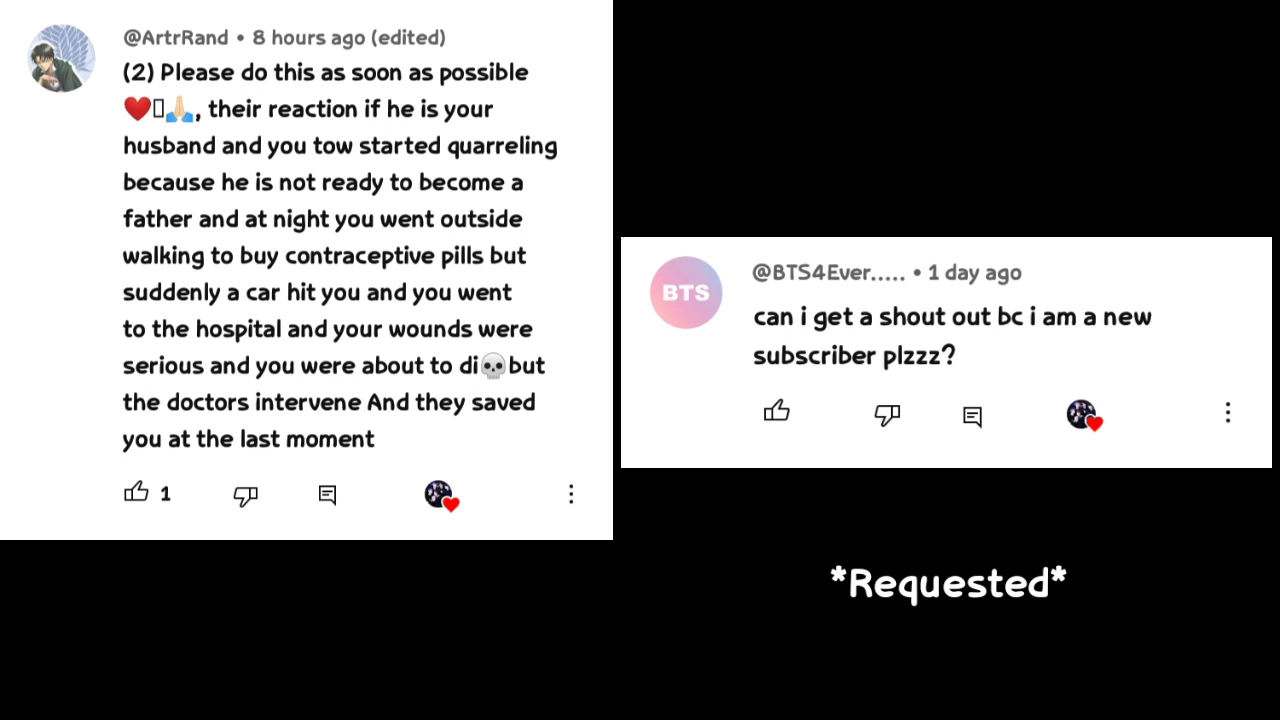 @ArtrRand • 8 hours ago (edited)
(2) Please do this as soon as possible
❤️▯🙏🏻, their reaction if he is your
husband and you tow started quarreling
because he is not ready to become a
father and at night you went outside
walking to buy contraceptive pills but
suddenly a car hit you and you went
to the hospital and your wounds were
serious and you were about to di💀but
the doctors intervene And they saved
you at the last moment
1
BTS
@BTS4Ever..... • 1 day ago
can i get a shout out bc i am a new
subscriber plzzz?
*Requested*